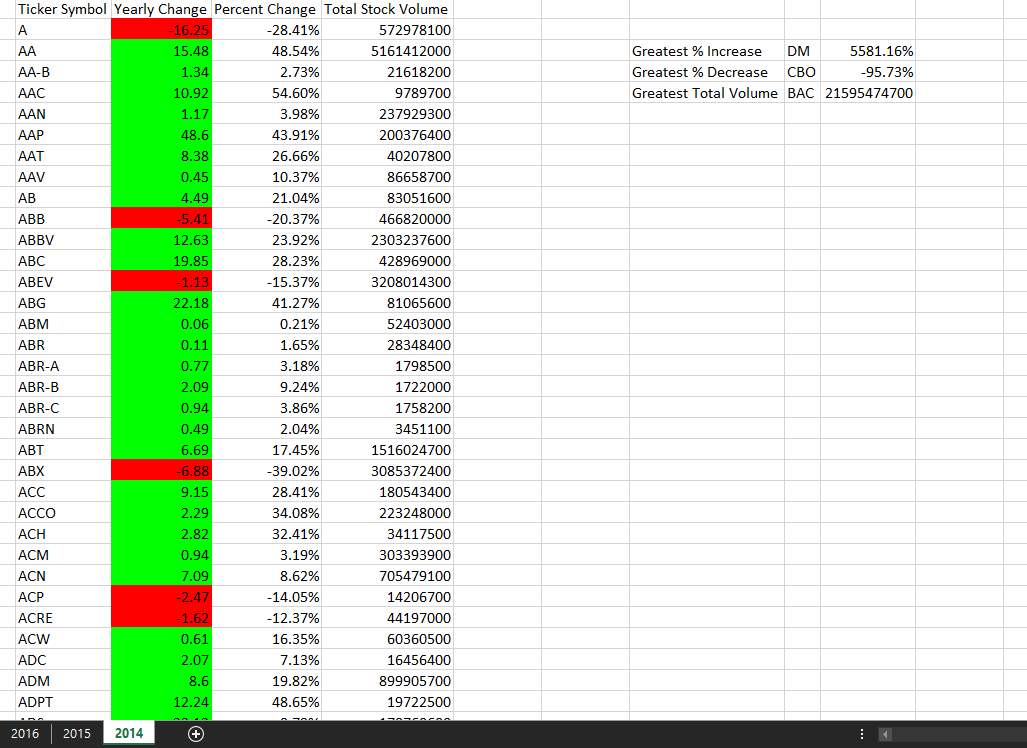 Ticker Symbol Yearly Change Percent Change Total Stock Volume
A -16.25 -28.41% 572978100
AA 15.48 48.54% 5161412000 Greatest % Increase DM 5581.16%
AA-B 1.34 2.73% 21618200 Greatest % Decrease CBO -95.73%
AAC 10.92 54.60% 9789700 Greatest Total Volume BAC 21595474700
AAN 1.17 3.98% 237929300
AAP 48.6 43.91% 200376400
AAT 8.38 26.66% 40207800
AAV 0.45 10.37% 86658700
AB 4.49 21.04% 83051600
ABB -5.41 -20.37% 466820000
ABBV 12.63 23.92% 2303237600
ABC 19.85 28.23% 428969000
ABEV -1.13 -15.37% 3208014300
ABG 22.18 41.27% 81065600
ABM 0.06 0.21% 52403000
ABR 0.11 1.65% 28348400
ABR-A 0.77 3.18% 1798500
ABR-B 2.09 9.24% 1722000
ABR-C 0.94 3.86% 1758200
ABRN 0.49 2.04% 3451100
ABT 6.69 17.45% 1516024700
ABX -6.88 -39.02% 3085372400
ACC 9.15 28.41% 180543400
ACCO 2.29 34.08% 223248000
ACH 2.82 32.41% 34117500
ACM 0.94 3.19% 303393900
ACN 7.09 8.62% 705479100
ACP -2.47 -14.05% 14206700
ACRE -1.62 -12.37% 44197000
ACW 0.61 16.35% 60360500
ADC 2.07 7.13% 16456400
ADM 8.6 19.82% 899905700
ADPT 12.24 48.65% 19722500
2016 2015 2014